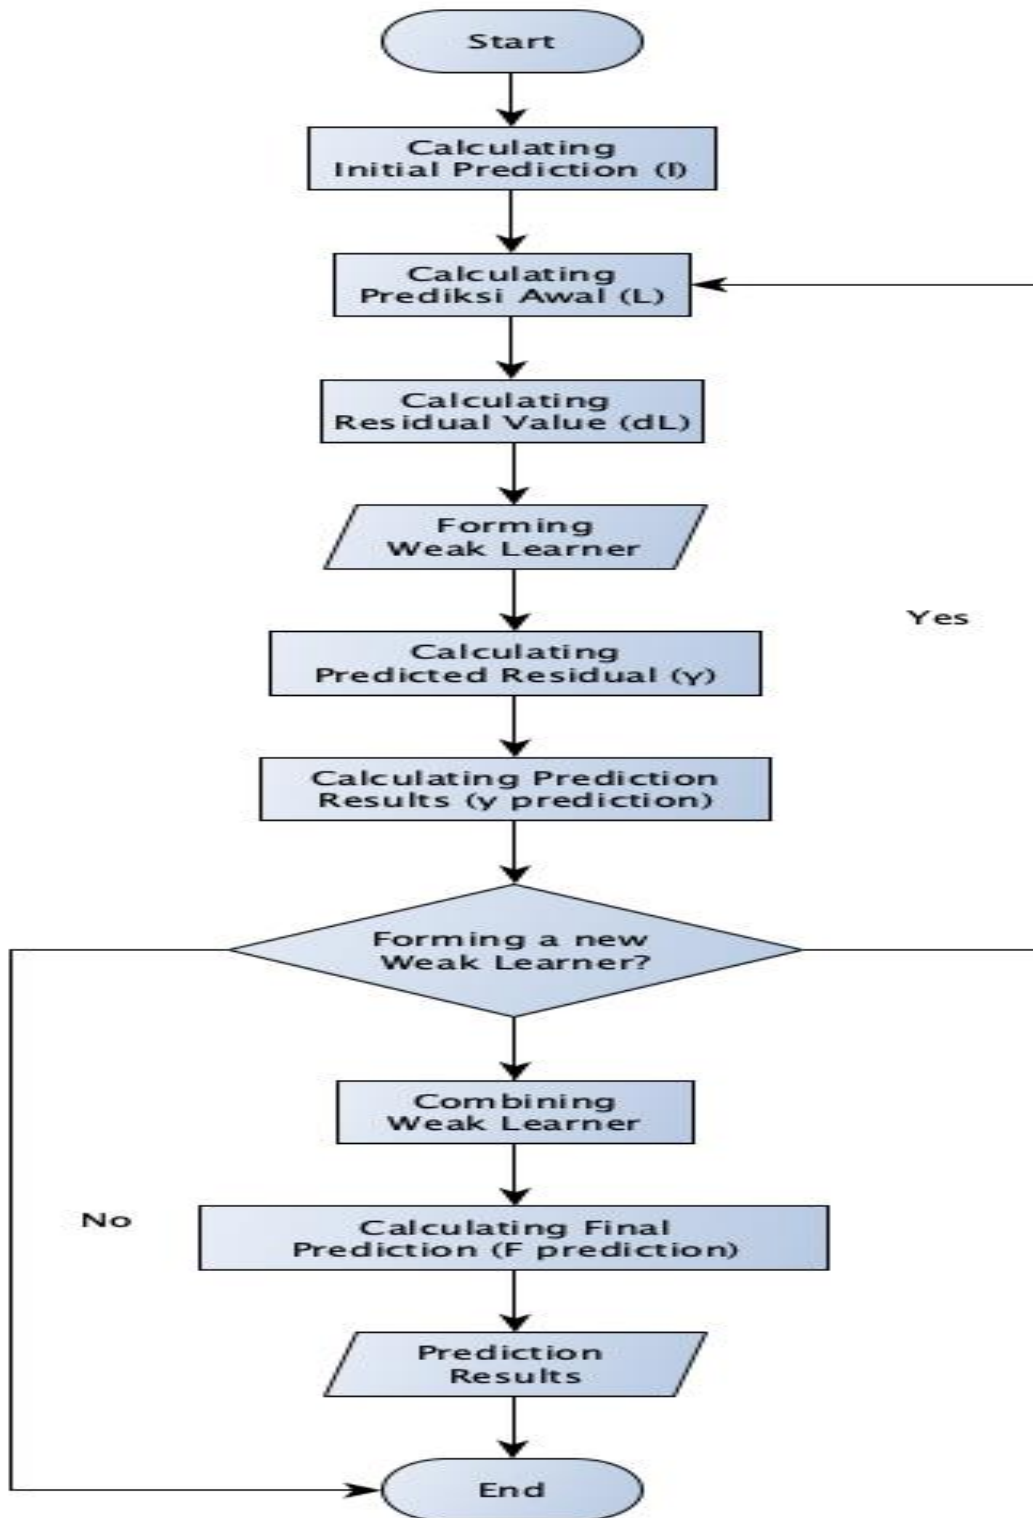 Start
Calculating
Initial Prediction (I)
Calculating
Prediksi Awal (L)
Calculating
Residual Value (dL)
Forming
Weak Learner
Yes
Calculating
Predicted Residual (γ)
Calculating Prediction
Results (y prediction)
Forming a new
Weak Learner?
Combining
Weak Learner
No
Calculating Final
Prediction (F prediction)
Prediction
Results
End